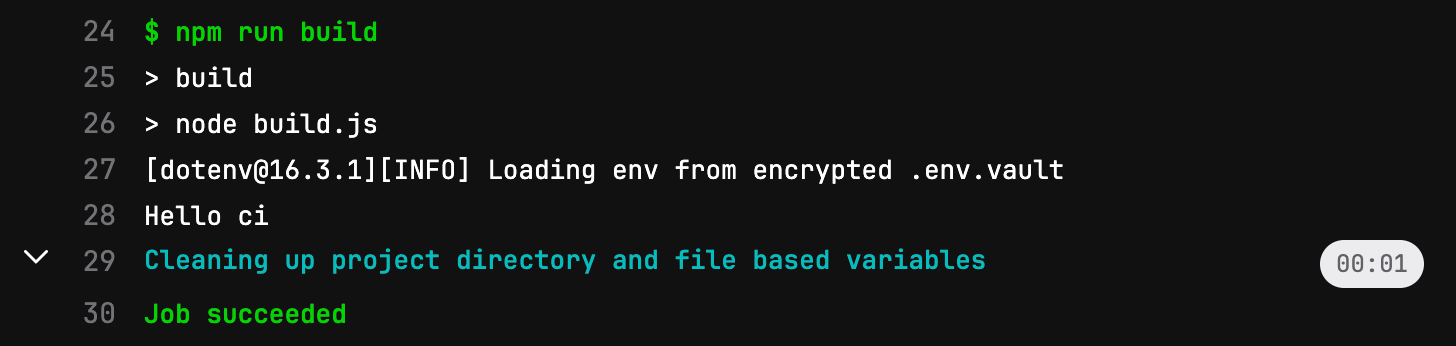 24 $ npm run build
25 > build
26 > node build.js
27 [dotenv@16.3.1][INFO] Loading env from encrypted .env.vault
28 Hello ci
29 Cleaning up project directory and file based variables 00:01
30 Job succeeded